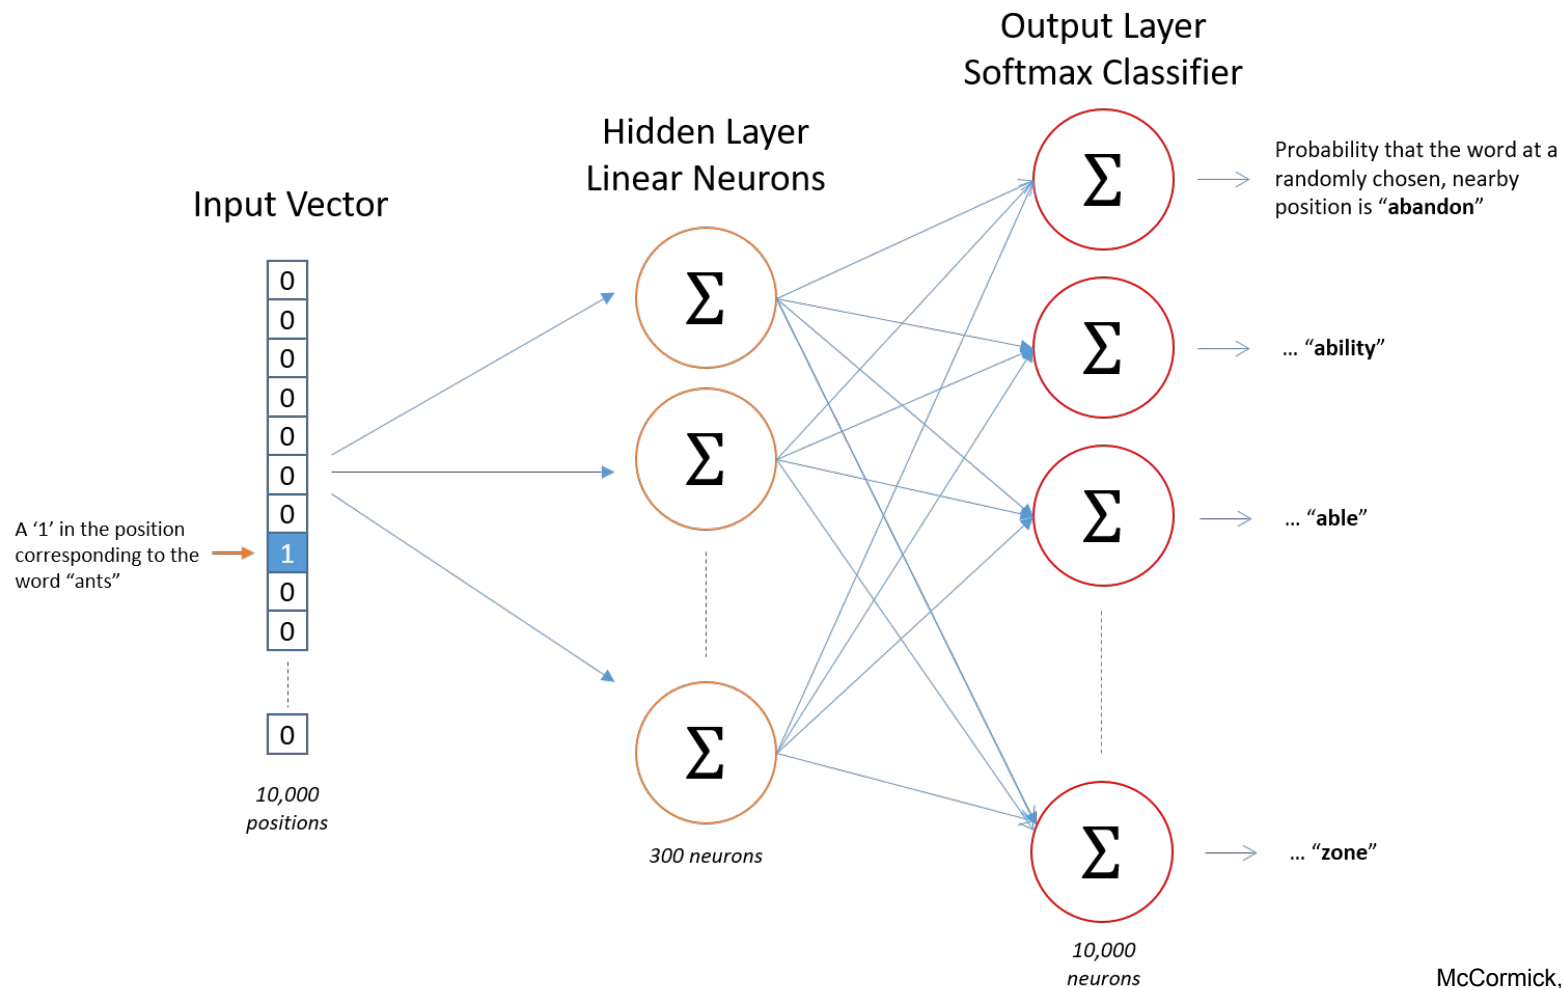 Output Layer
Softmax Classifier
Hidden Layer
Linear Neurons
Input Vector
0
0
0
0
0
0
0
1
0
0
0
A ‘1’ in the position
corresponding to the
word “ants”
10,000
positions
Σ
Σ
Σ
300 neurons
Σ
Σ
Σ
Σ
10,000
neurons
Probability that the word at a
randomly chosen, nearby
position is “abandon”
... “ability”
... “able”
... “zone”
McCormick,